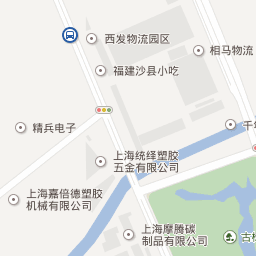 西发物流园区
相马物流
福建沙县小吃
精兵电子
千年
上海统绎塑胶
五金有限公司
上海嘉倍德塑胶
机械有限公司
上海摩腾碳
制品有限公司
古杉